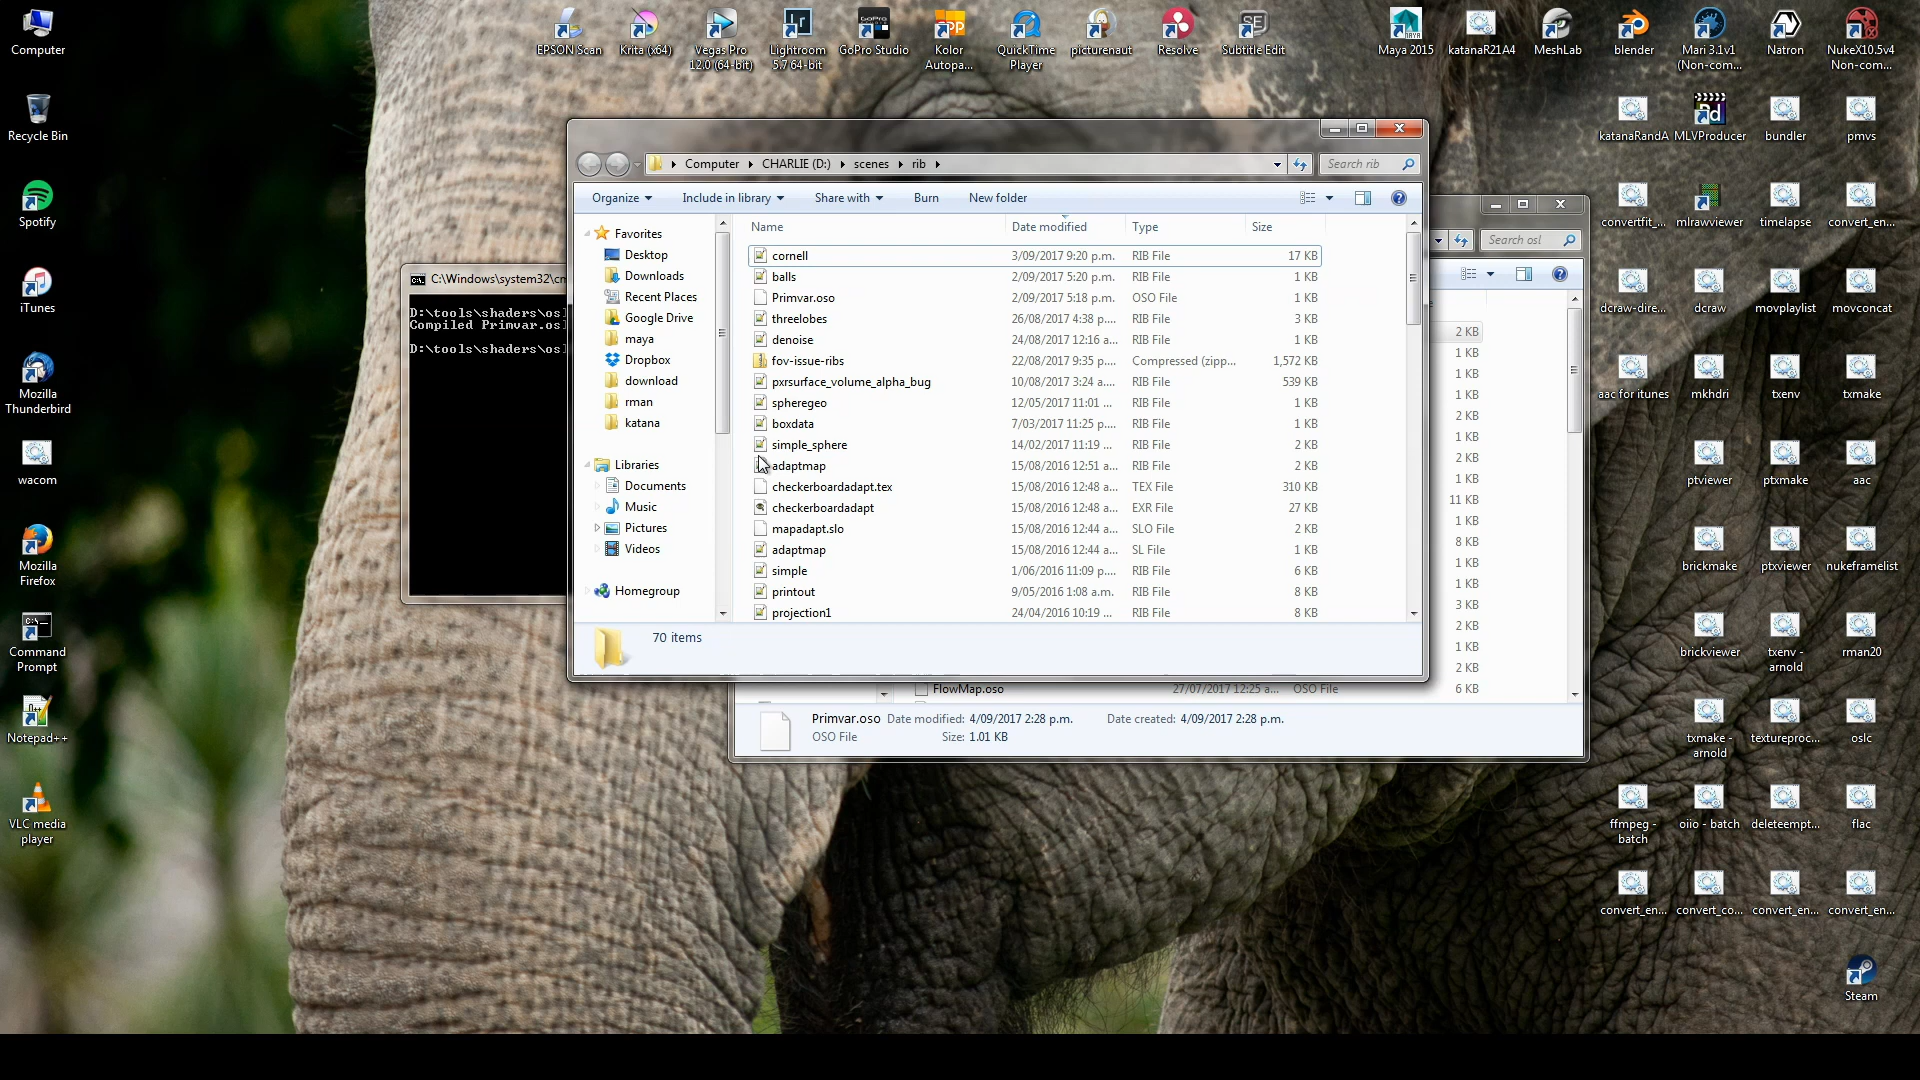 Computer
Recycle Bin
Spotify
iTunes
Mozilla
Thunderbird
wacom
Mozilla
Firefox
Command
Prompt
Notepad++
VLC media
player
EPSON Scan
Krita (x64)
Vegas Pro
12.0 (64-bit)
Lightroom
5.7 64-bit
GoPro Studio
Kolor
Autopa...
QuickTime
Player
picturenaut
Resolve
Subtitle Edit
Maya 2015
katanaR21A4
MeshLab
blender
Mari 3.1v1
(Non-com...
Natron
NukeX10.5v4
Non-com...
katanaRandA
MLVProducer
bundler
pmvs
convertfit_...
mlrawviewer
timelapse
convert_en...
dcraw-dire...
dcraw
movplaylist
movconcat
aac for itunes
mkhdri
txenv
txmake
ptviewer
ptxmake
aac
brickmake
ptxviewer
nukeframelist
brickviewer
txenv -
arnold
rman20
txmake -
arnold
textureproc...
oslc
ffmpeg -
batch
oiio - batch
deleteempt...
flac
convert_en...
convert_co...
convert_en...
convert_en...
Steam
C:\Windows\system32\cm
D:\tools\shaders\osl
Compiled Primvar.osl
D:\tools\shaders\osl
Computer CHARLIE (D:) scenes rib
Search rib
Organize Include in library Share with Burn New folder
Favorites
Desktop
Downloads
Recent Places
Google Drive
maya
Dropbox
download
rman
katana
Libraries
Documents
Music
Pictures
Videos
Homegroup
Name Date modified Type Size
cornell 3/09/2017 9:20 p.m. RIB File 17 KB
balls 2/09/2017 5:20 p.m. RIB File 1 KB
Primvar.oso 2/09/2017 5:18 p.m. OSO File 1 KB
threelobes 26/08/2017 4:38 p.... RIB File 3 KB
denoise 24/08/2017 12:16 a... RIB File 1 KB
fov-issue-ribs 22/08/2017 9:35 p.... Compressed (zipp... 1,572 KB
pxrsurface_volume_alpha_bug 10/08/2017 3:24 a.... RIB File 539 KB
spheregeo 12/05/2017 11:01 ... RIB File 1 KB
boxdata 7/03/2017 11:25 p.... RIB File 1 KB
simple_sphere 14/02/2017 11:19 ... RIB File 2 KB
adaptmap 15/08/2016 12:51 a... RIB File 2 KB
checkerboardadapt.tex 15/08/2016 12:48 a... TEX File 310 KB
checkerboardadapt 15/08/2016 12:48 a... EXR File 27 KB
mapadapt.slo 15/08/2016 12:44 a... SLO File 2 KB
adaptmap 15/08/2016 12:44 a... SL File 1 KB
simple 1/06/2016 11:09 p.... RIB File 6 KB
printout 9/05/2016 1:08 a.m. RIB File 8 KB
projection1 24/04/2016 10:19 ... RIB File 8 KB
70 items
Search osl
2 KB
1 KB
1 KB
1 KB
2 KB
1 KB
2 KB
1 KB
11 KB
1 KB
8 KB
1 KB
1 KB
3 KB
2 KB
1 KB
2 KB
FlowMap.oso 27/07/2017 12:25 a... OSO File 6 KB
Primvar.oso Date modified: 4/09/2017 2:28 p.m. Date created: 4/09/2017 2:28 p.m.
OSO File Size: 1.01 KB